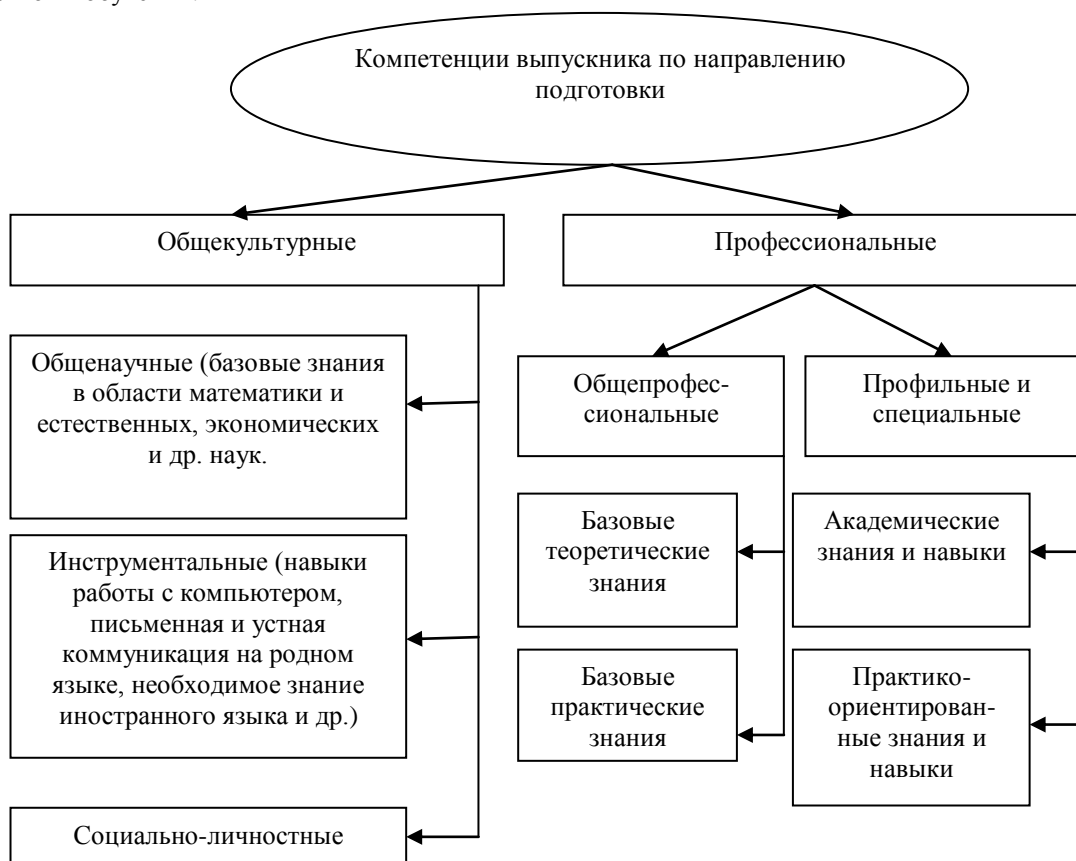 Компетенции выпускника по направлению
подготовки
Общекультурные
Профессиональные
Общенаучные (базовые знания
в области математики и
естественных, экономических
и др. наук.
Общепрофес-
сиональные
Профильные и
специальные
Инструментальные (навыки
работы с компьютером,
письменная и устная
коммуникация на родном
языке, необходимое знание
иностранного языка и др.)
Базовые
теоретические
знания
Академические
знания и навыки
Базовые
практические
знания
Практико-
ориентирован-
ные знания и
навыки
Социально-личностные